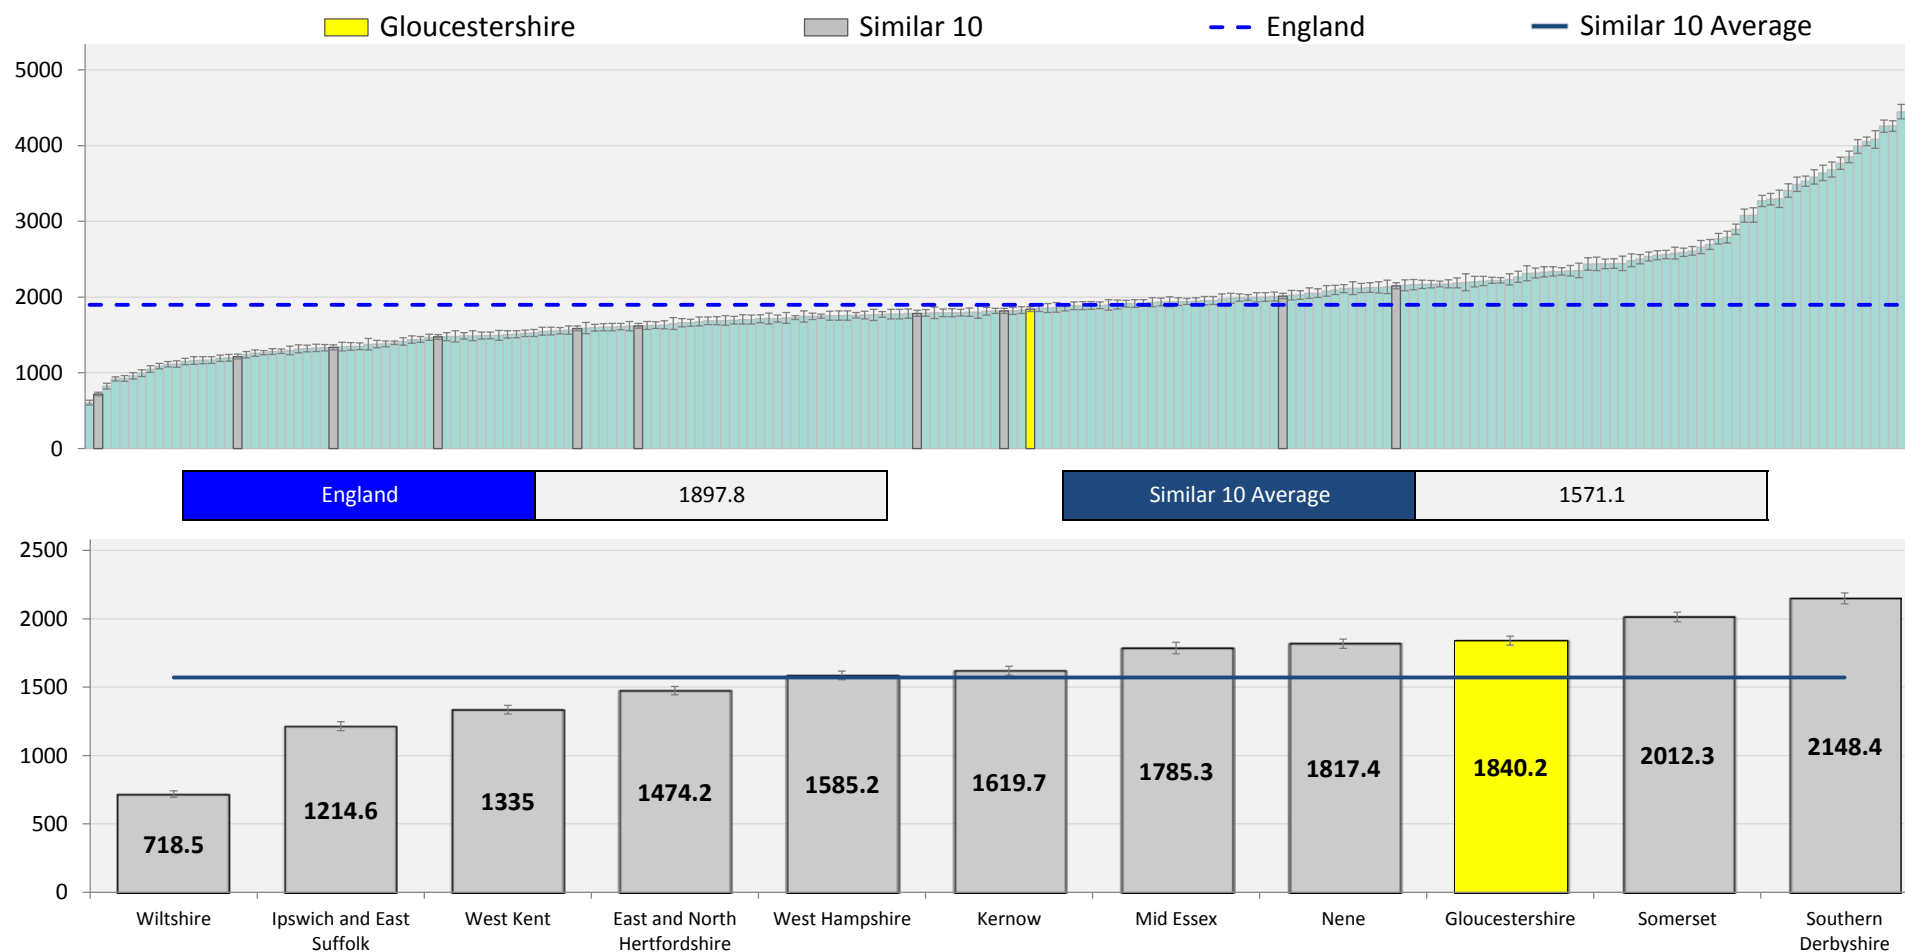 Gloucestershire Similar 10 England Similar 10 Average
5000
4000
3000
2000
1000
0
England 1897.8 Similar 10 Average 1571.1
2500
2000
1500
1000
500
0
718.5 1214.6 1335 1474.2 1585.2 1619.7 1785.3 1817.4 1840.2 2012.3 2148.4
Wiltshire Ipswich and East West Kent East and North West Hampshire Kernow Mid Essex Nene Gloucestershire Somerset Southern
Suffolk Hertfordshire Derbyshire